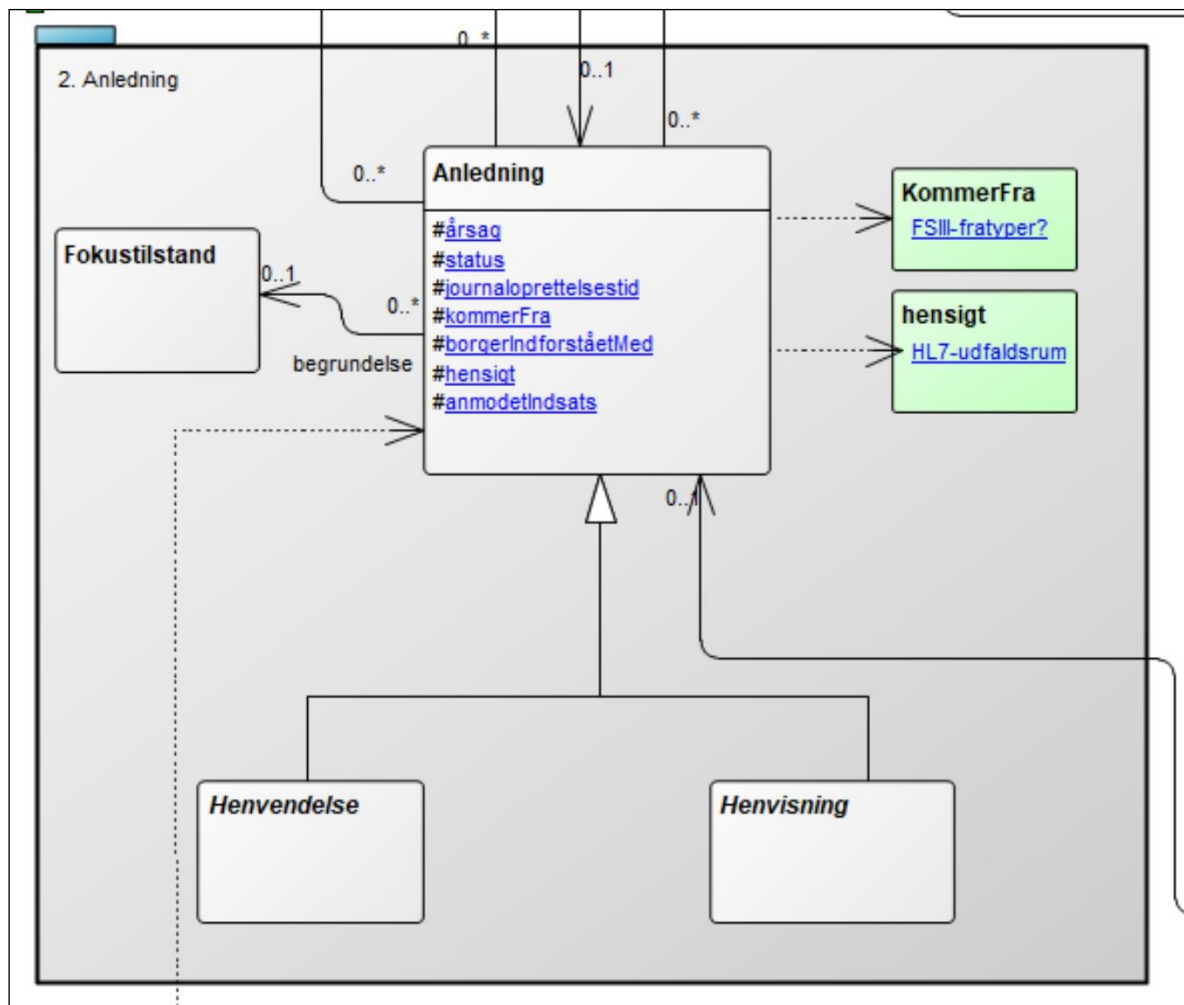 0..*
0..1
2. Anledning
0..*
0..*
Anledning
KommerFra
FSIII-fratyper?
#årsag
#status
#journaloprettelsestid
#kommerFra
#borgerIndforståetMed
#hensigt
#anmodetIndsats
Fokustilstand
0..1
0..*
begrundelse
hensigt
HL7-udfaldsrum
0..1
Henvendelse
Henvisning